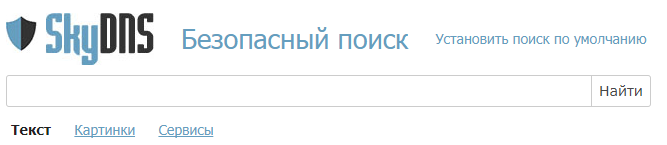 SkyDNS Безопасный поиск Установить поиск по умолчанию
Найти
Текст Картинки Сервисы